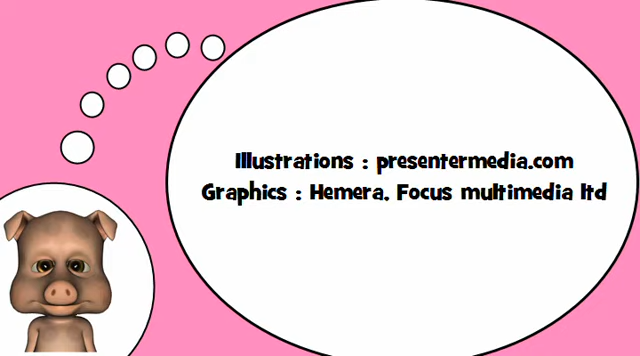 Illustrations : presentermedia.com
Graphics : Hemera. Focus multimedia ltd